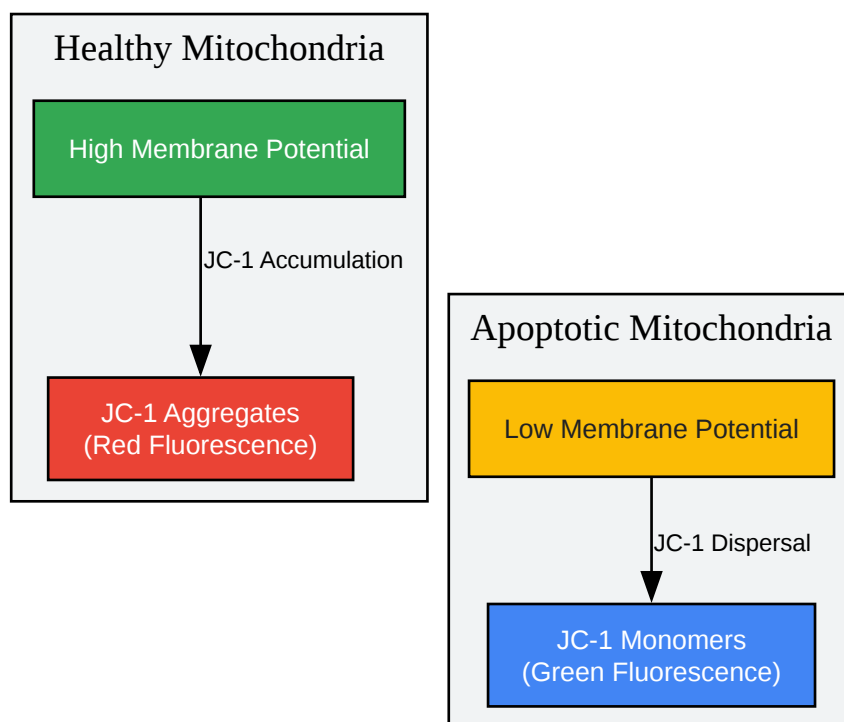 Healthy Mitochondria
High Membrane Potential
JC-1 Accumulation
JC-1 Aggregates
(Red Fluorescence)
Apoptotic Mitochondria
Low Membrane Potential
JC-1 Dispersal
JC-1 Monomers
(Green Fluorescence)